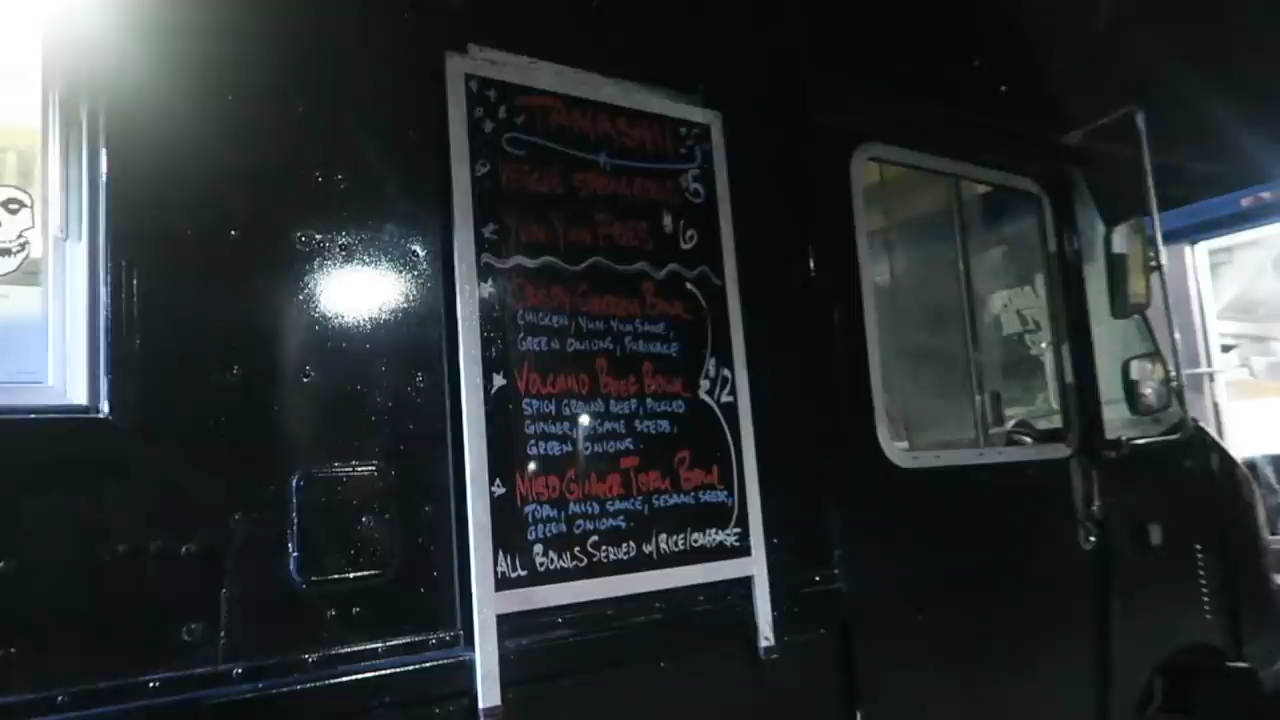 TAMASHII
VEGGIE SPRING ROLLS $5
YUM YUM FRIES $6
CRISPY CHICKEN BOWL
CHICKEN, YUM-YUM SAUCE,
GREEN ONIONS, FURIKAKE
VOLCANO BEEF BOWL $12
SPICY GROUND BEEF, PICKLED
GINGER, SESAME SEEDS,
GREEN ONIONS.
MISO GINGER TOFU BOWL
TOFU, MISO SAUCE, SESAME SEEDS,
GREEN ONIONS.
ALL BOWLS SERVED W/ RICE/CABBAGE